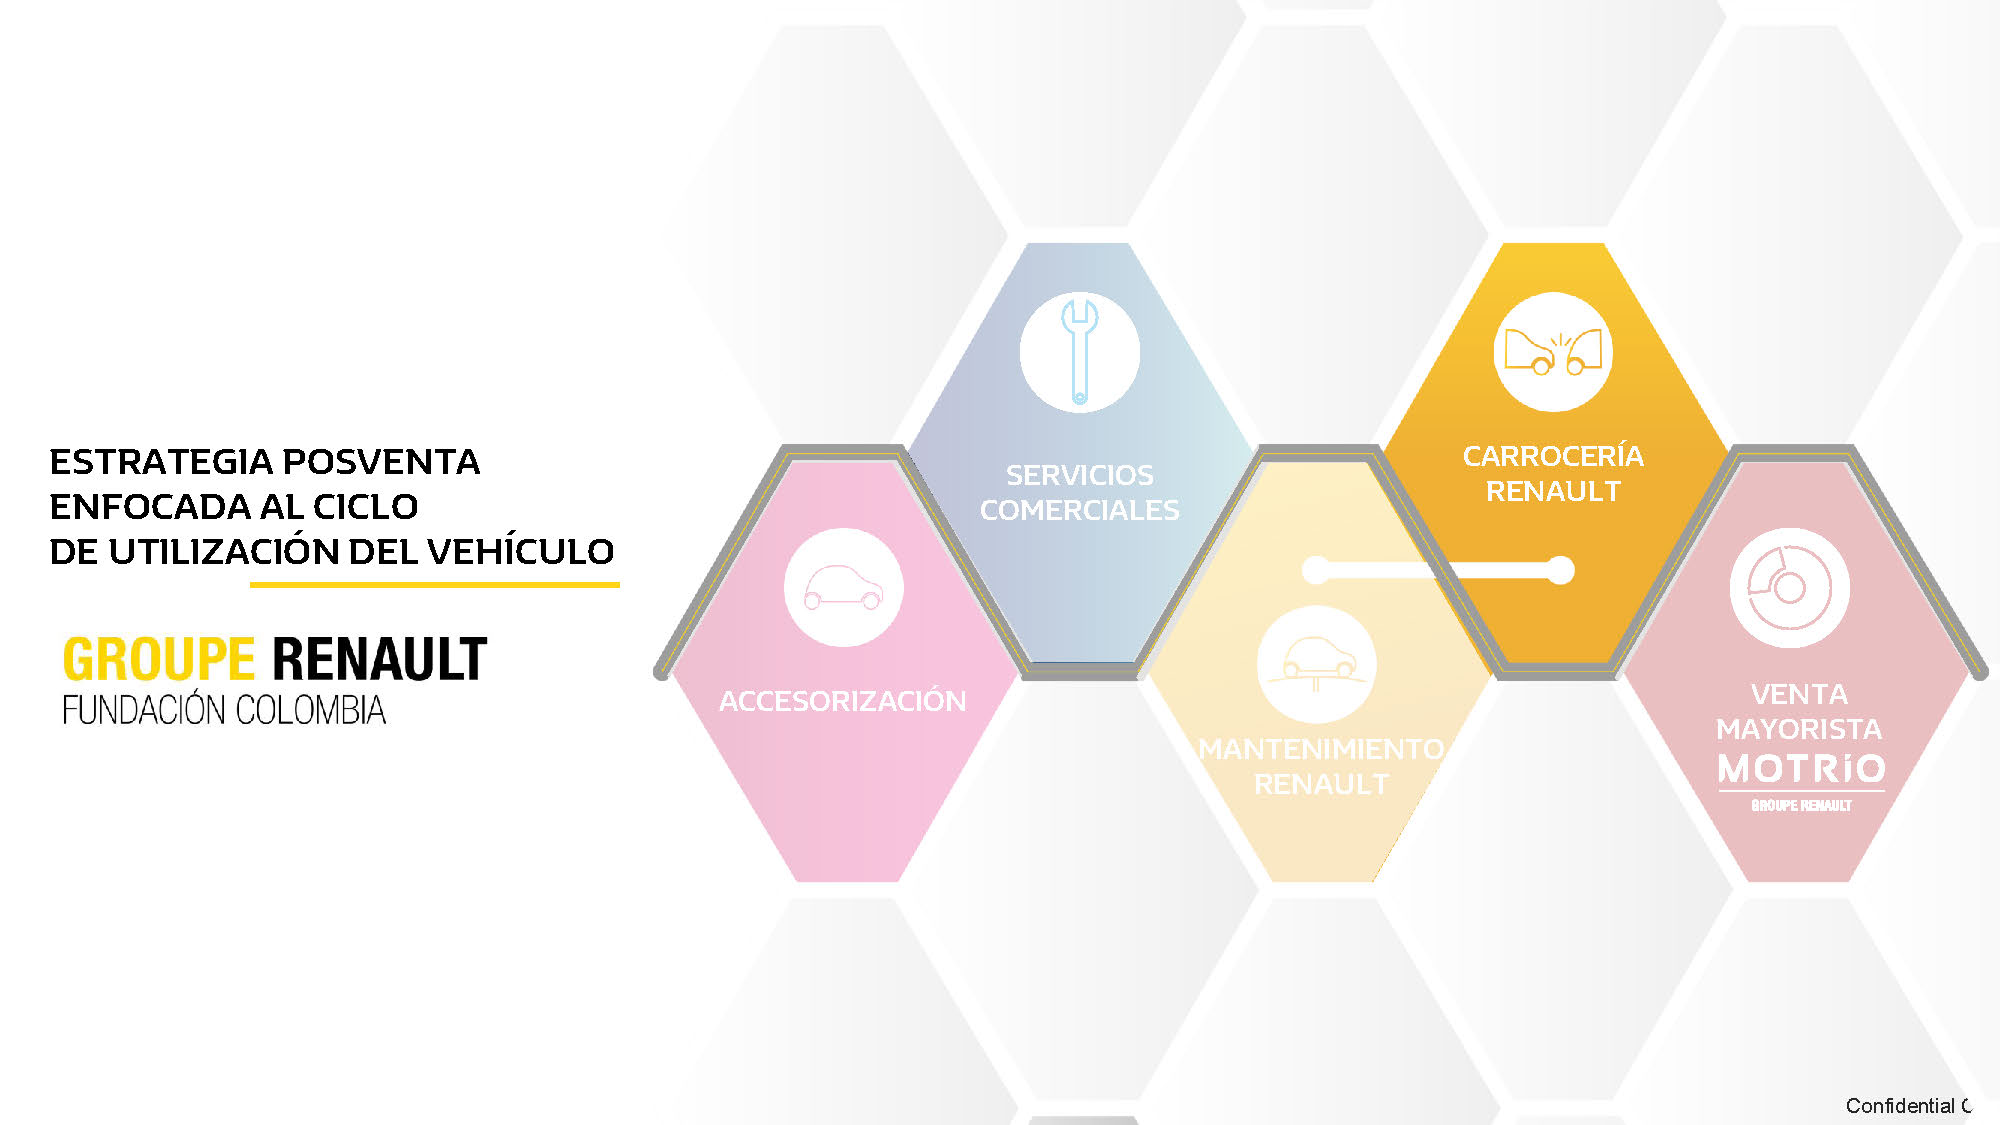 ESTRATEGIA POSVENTA
ENFOCADA AL CICLO
DE UTILIZACIÓN DEL VEHÍCULO
GROUPE RENAULT
FUNDACIÓN COLOMBIA
ACCESORIZACIÓN
SERVICIOS
COMERCIALES
MANTENIMIENTO
RENAULT
CARROCERÍA
RENAULT
VENTA
MAYORISTA
MOTRiO
GROUPE RENAULT
Confidential C